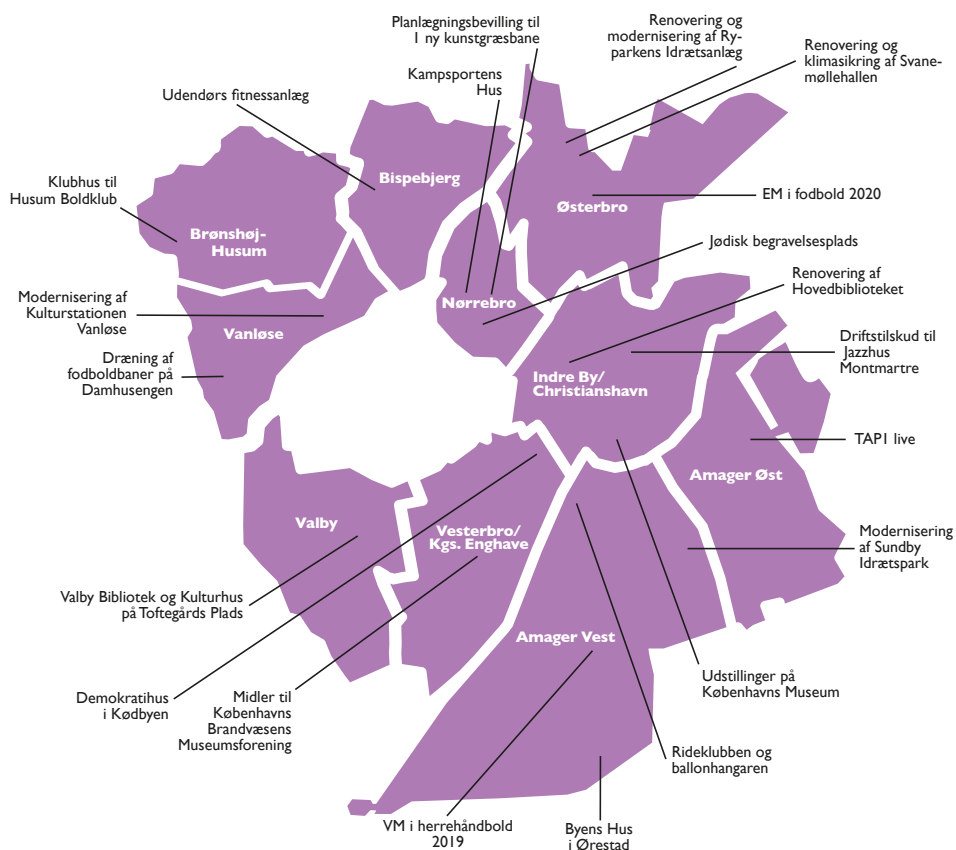 Planlægningsbevilling til
1 ny kunstgræsbane
Renovering og
modernisering af Ry-
parkens Idrætsanlæg
Renovering og
klimasikring af Svane-
møllehallen
Kampsportens
Hus
Udendørs fitnessanlæg
Klubhus til
Husum Boldklub
Bispebjerg
Østerbro
EM i fodbold 2020
Brønshøj-
Husum
Jødisk begravelsesplads
Renovering af
Hovedbiblioteket
Modernisering af
Kulturstationen
Vanløse
Vanløse
Nørrebro
Driftstilskud til
Jazzhus
Montmartre
Dræning af
fodboldbaner på
Damhusengen
Indre By/
Christianshavn
TAP1 live
Amager Øst
Valby
Vesterbro/
Kgs. Enghave
Modernisering
af Sundby
Idrætspark
Valby Bibliotek og Kulturhus
på Toftegårds Plads
Amager Vest
Udstillinger på
Københavns Museum
Demokratihus
i Kødbyen
Midler til
Københavns
Brandvæsens
Museumsforening
Rideklubben og
ballonhangaren
VM i herrehåndbold
2019
Byens Hus
i Ørestad